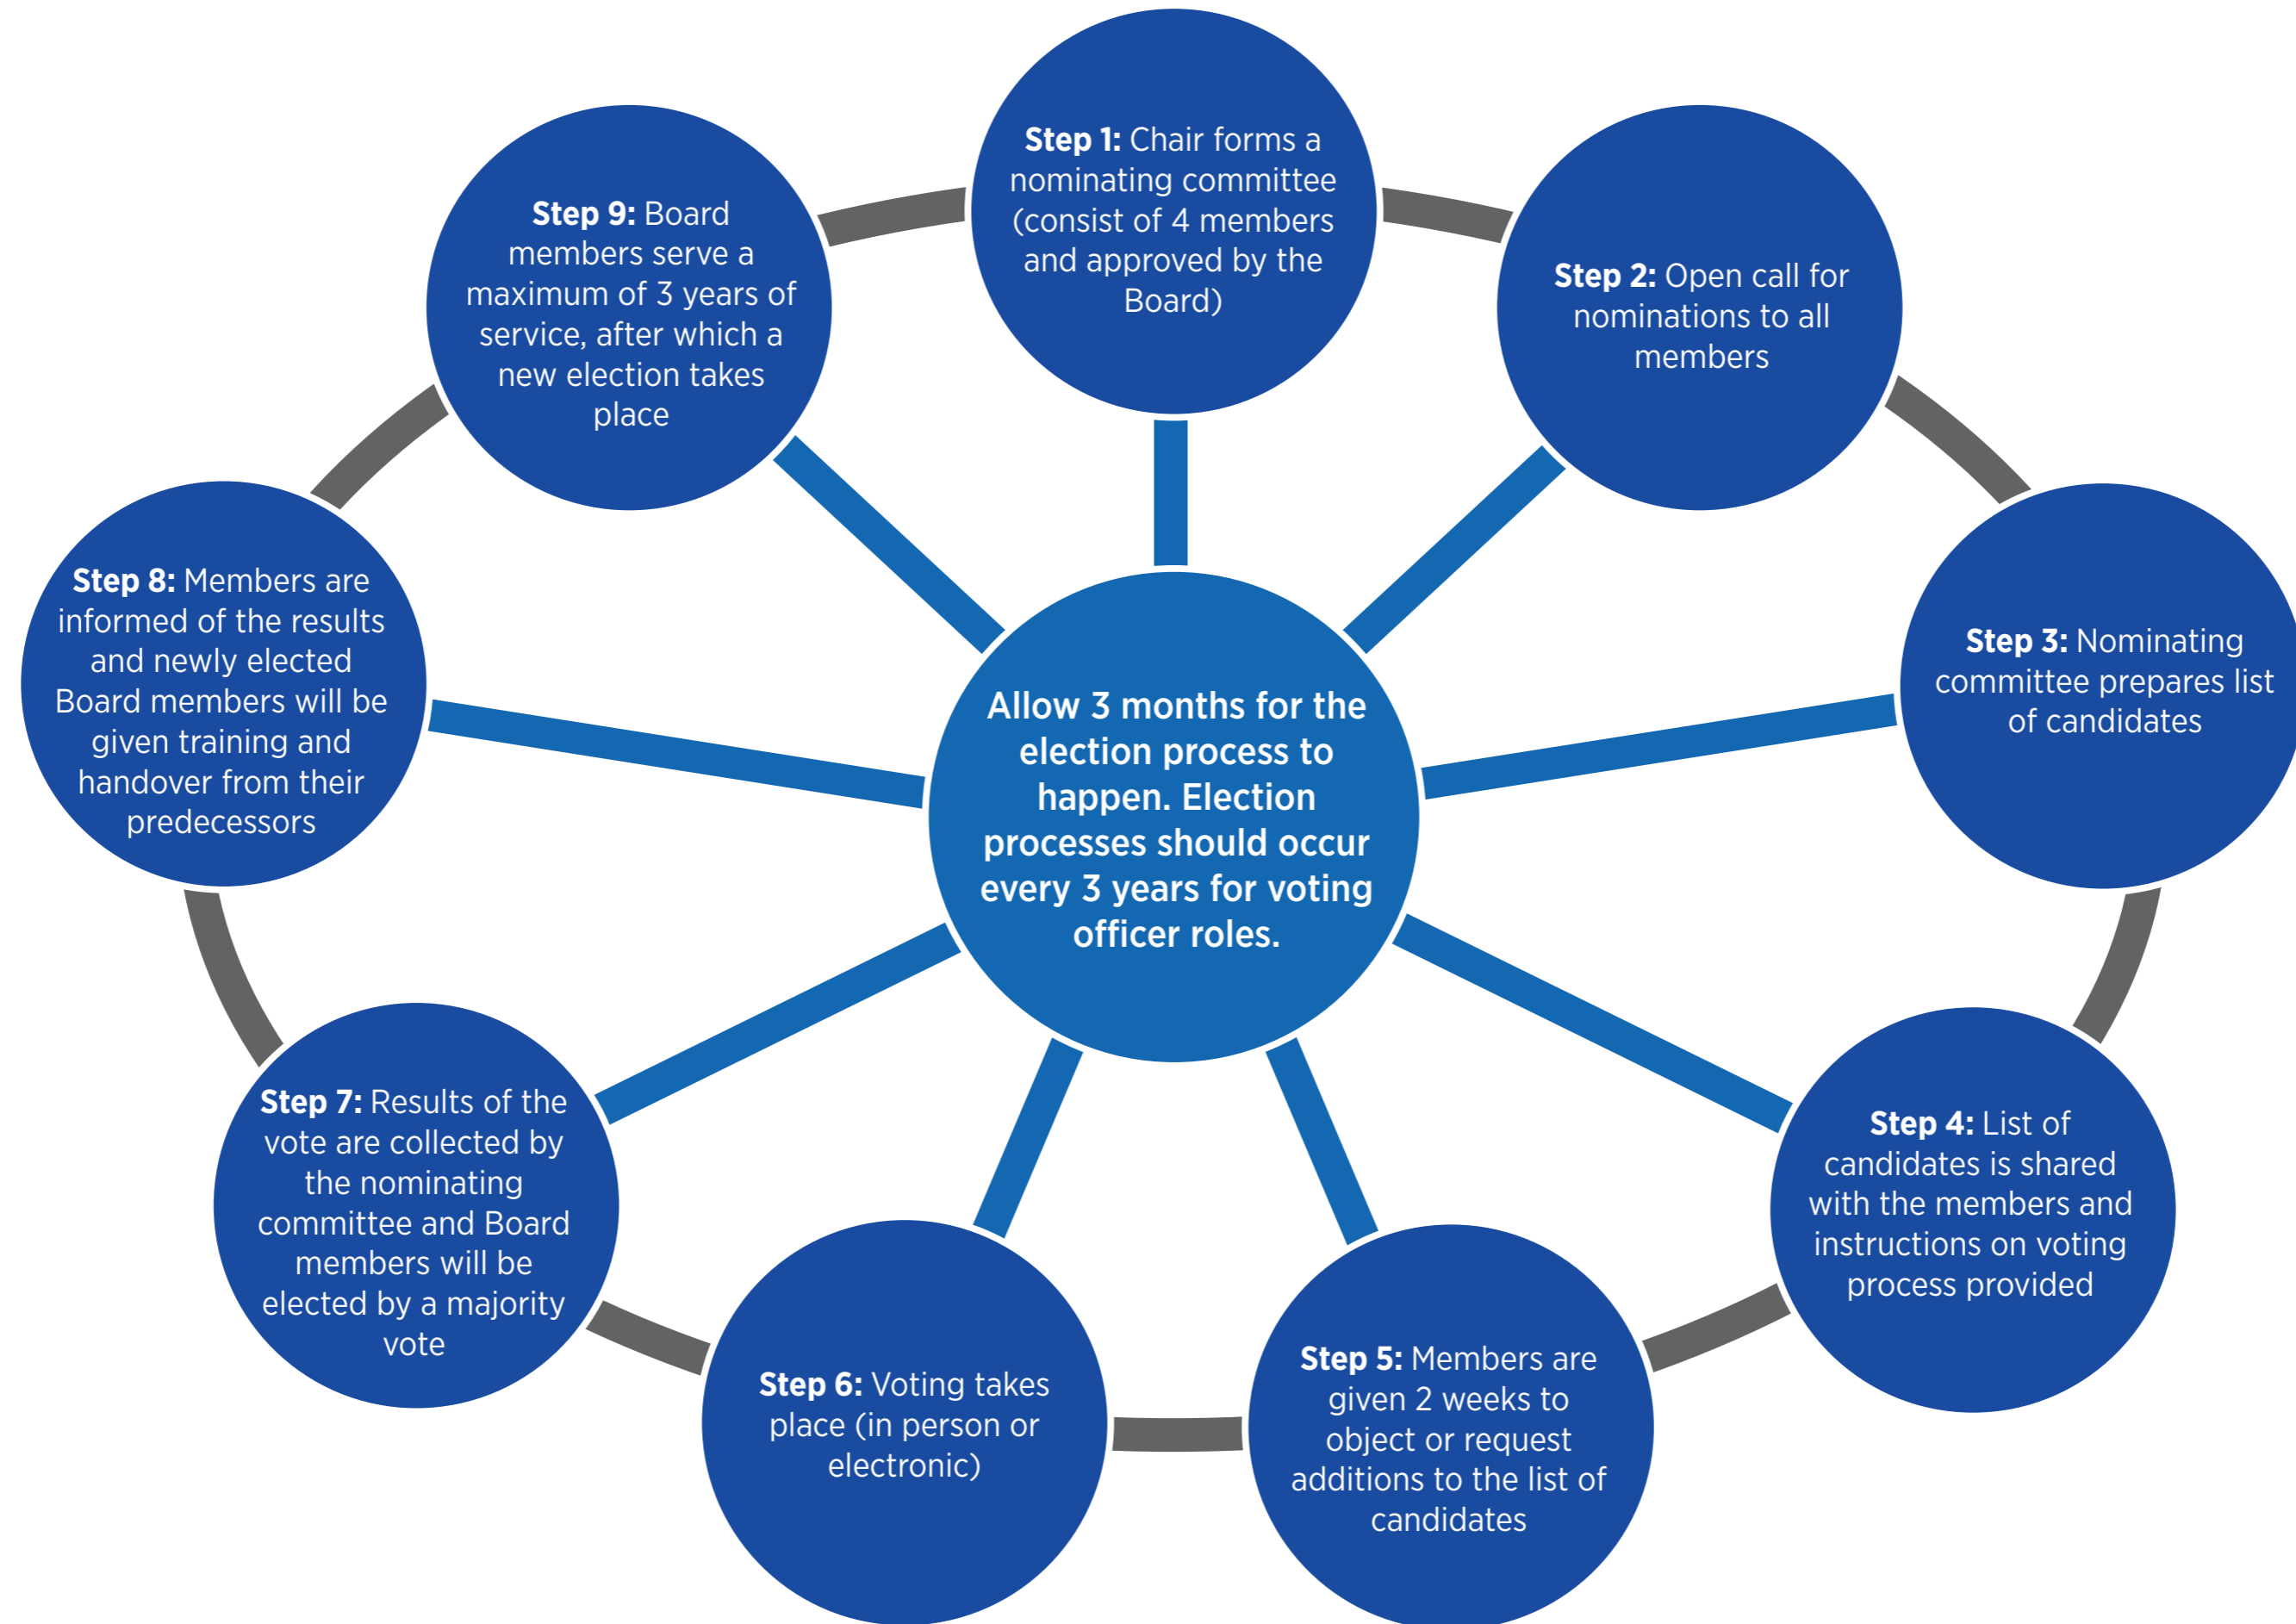 Step 1: Chair forms a
nominating committee
(consist of 4 members
and approved by the
Board)
Step 2: Open call for
nominations to all
members
Step 3: Nominating
committee prepares list
of candidates
Step 4: List of
candidates is shared
with the members and
instructions on voting
process provided
Step 5: Members are
given 2 weeks to
object or request
additions to the list of
candidates
Step 6: Voting takes
place (in person or
electronic)
Step 7: Results of the
vote are collected by
the nominating
committee and Board
members will be
elected by a majority
vote
Step 8: Members are
informed of the results
and newly elected
Board members will be
given training and
handover from their
predecessors
Step 9: Board
members serve a
maximum of 3 years of
service, after which a
new election takes
place
Allow 3 months for the
election process to
happen. Election
processes should occur
every 3 years for voting
officer roles.